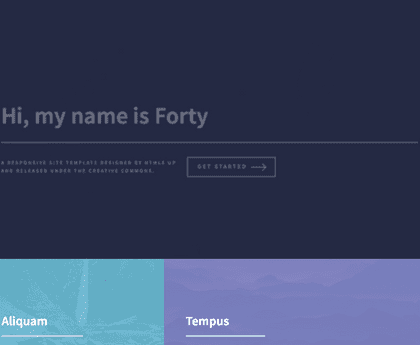 Hi, my name is Forty
A RESPONSIVE SITE TEMPLATE DESIGNED BY HTML5 UP
AND RELEASED UNDER THE CREATIVE COMMONS.
GET STARTED
Aliquam
Tempus